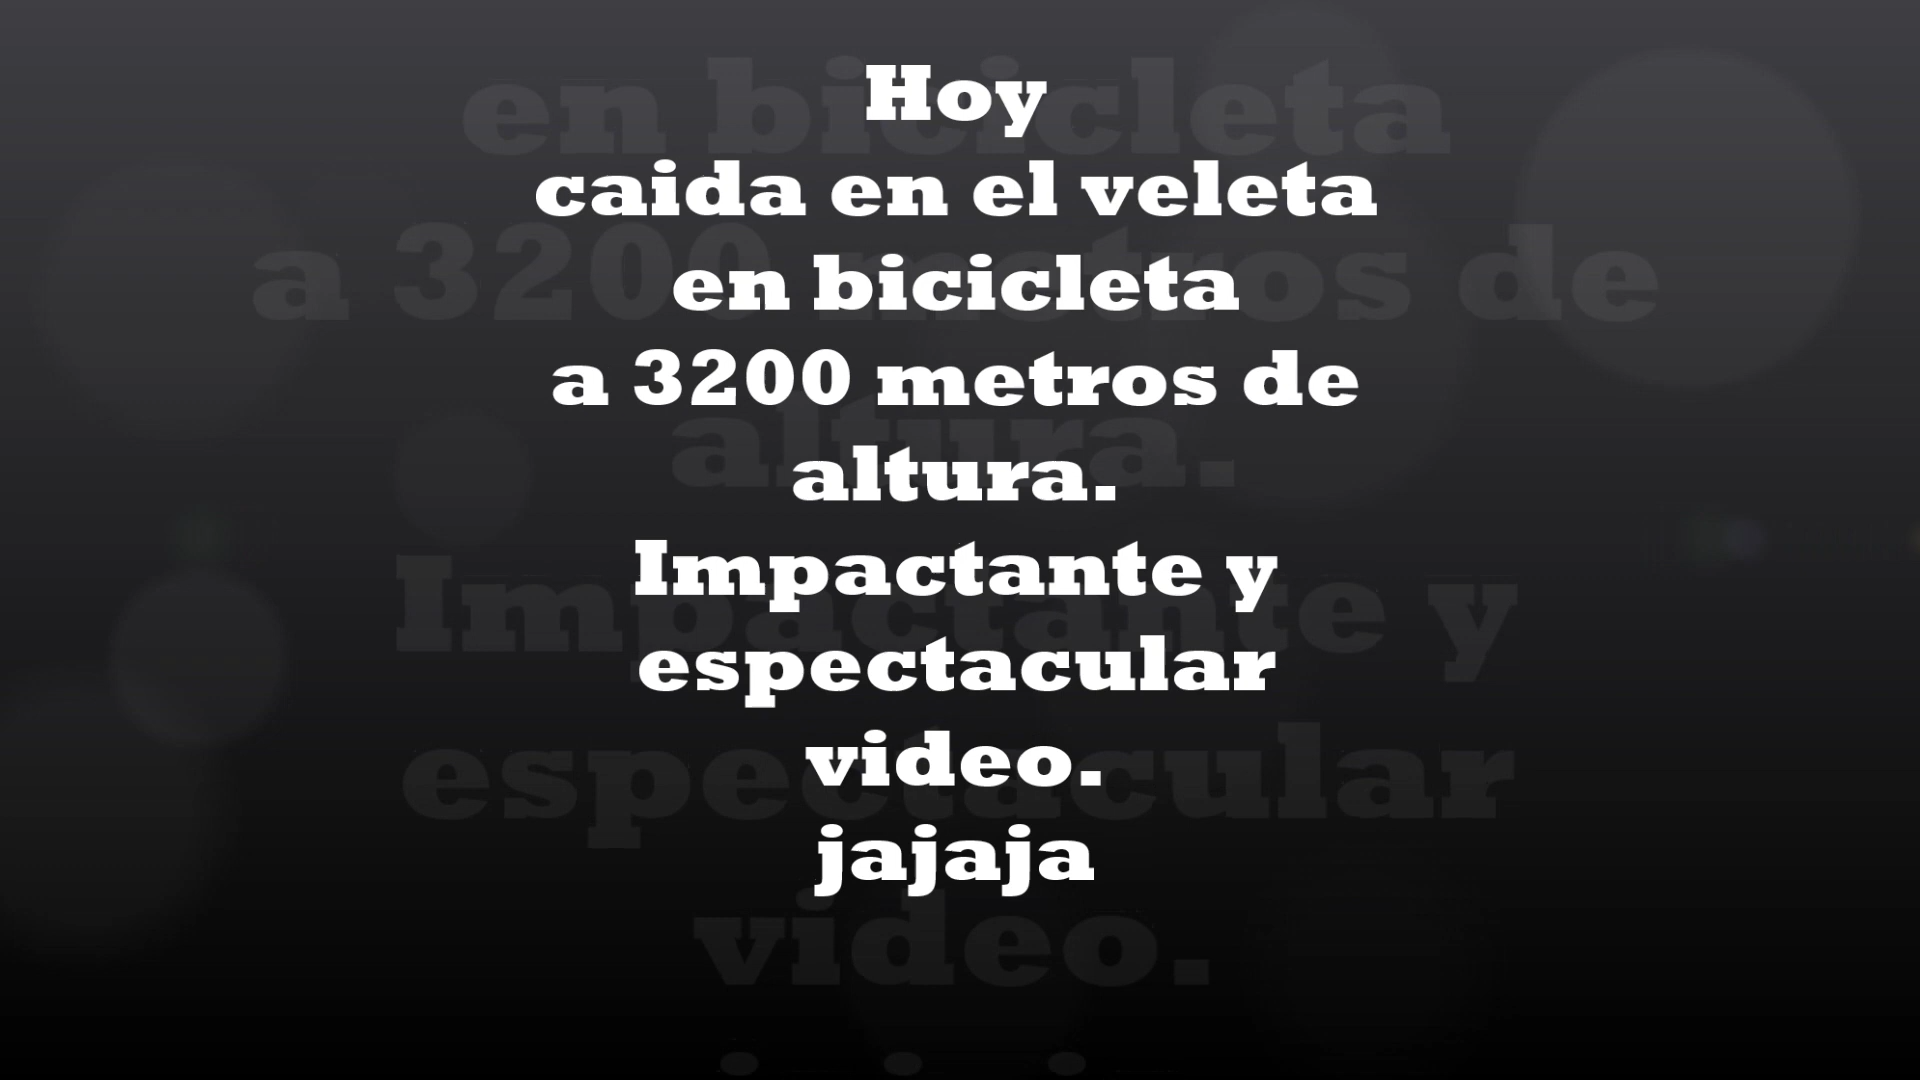 Hoy
caida en el veleta
en bicicleta
a 3200 metros de
altura.
Impactante y
espectacular
video.
jajaja